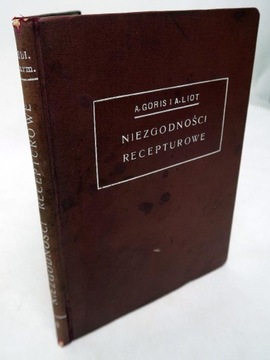 A. GORIS I A. LIOT
NIEZGODNOŚCI
RECEPTUROWE
NIEZGODNOŚCI RECEPTUROWE